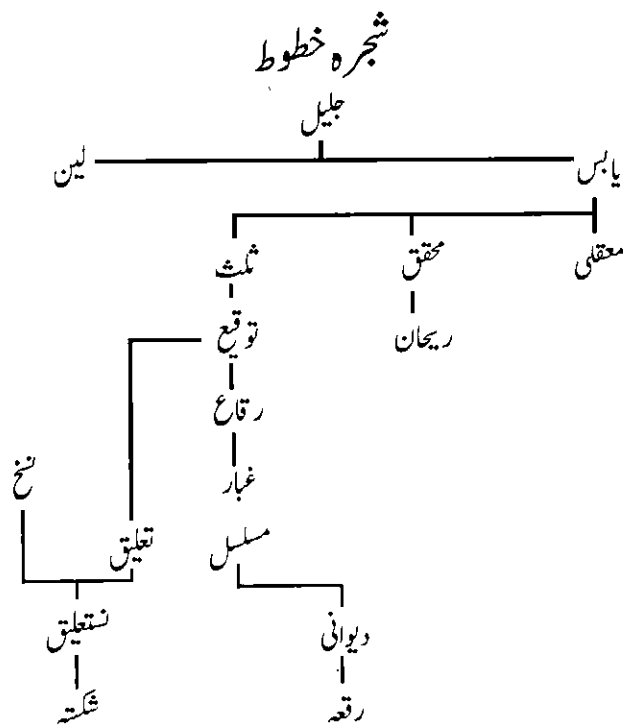 شجرہ خطوط
جلیل
یابس لین
معقلی محقق ثلث
ریحان توقیع
رقاع
غبار نسخ
مسلسل تعلیق
دیوانی نستعلیق
رقعہ شکستہ